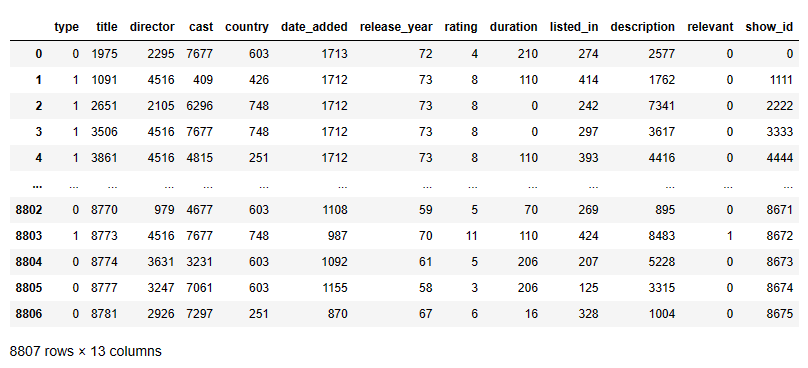 type title director cast country date_added release_year rating duration listed_in description relevant show_id
0 0 1975 2295 7677 603 1713 72 4 210 274 2577 0 0
1 1 1091 4516 409 426 1712 73 8 110 414 1762 0 1111
2 1 2651 2105 6296 748 1712 73 8 0 242 7341 0 2222
3 1 3506 4516 7677 748 1712 73 8 0 297 3617 0 3333
4 1 3861 4516 4815 251 1712 73 8 110 393 4416 0 4444
... ... ... ... ... ... ... ... ... ... ... ... ... ...
8802 0 8770 979 4677 603 1108 59 5 70 269 895 0 8671
8803 1 8773 4516 7677 748 987 70 11 110 424 8483 1 8672
8804 0 8774 3631 3231 603 1092 61 5 206 207 5228 0 8673
8805 0 8777 3247 7061 603 1155 58 3 206 125 3315 0 8674
8806 0 8781 2926 7297 251 870 67 6 16 328 1004 0 8675
8807 rows × 13 columns